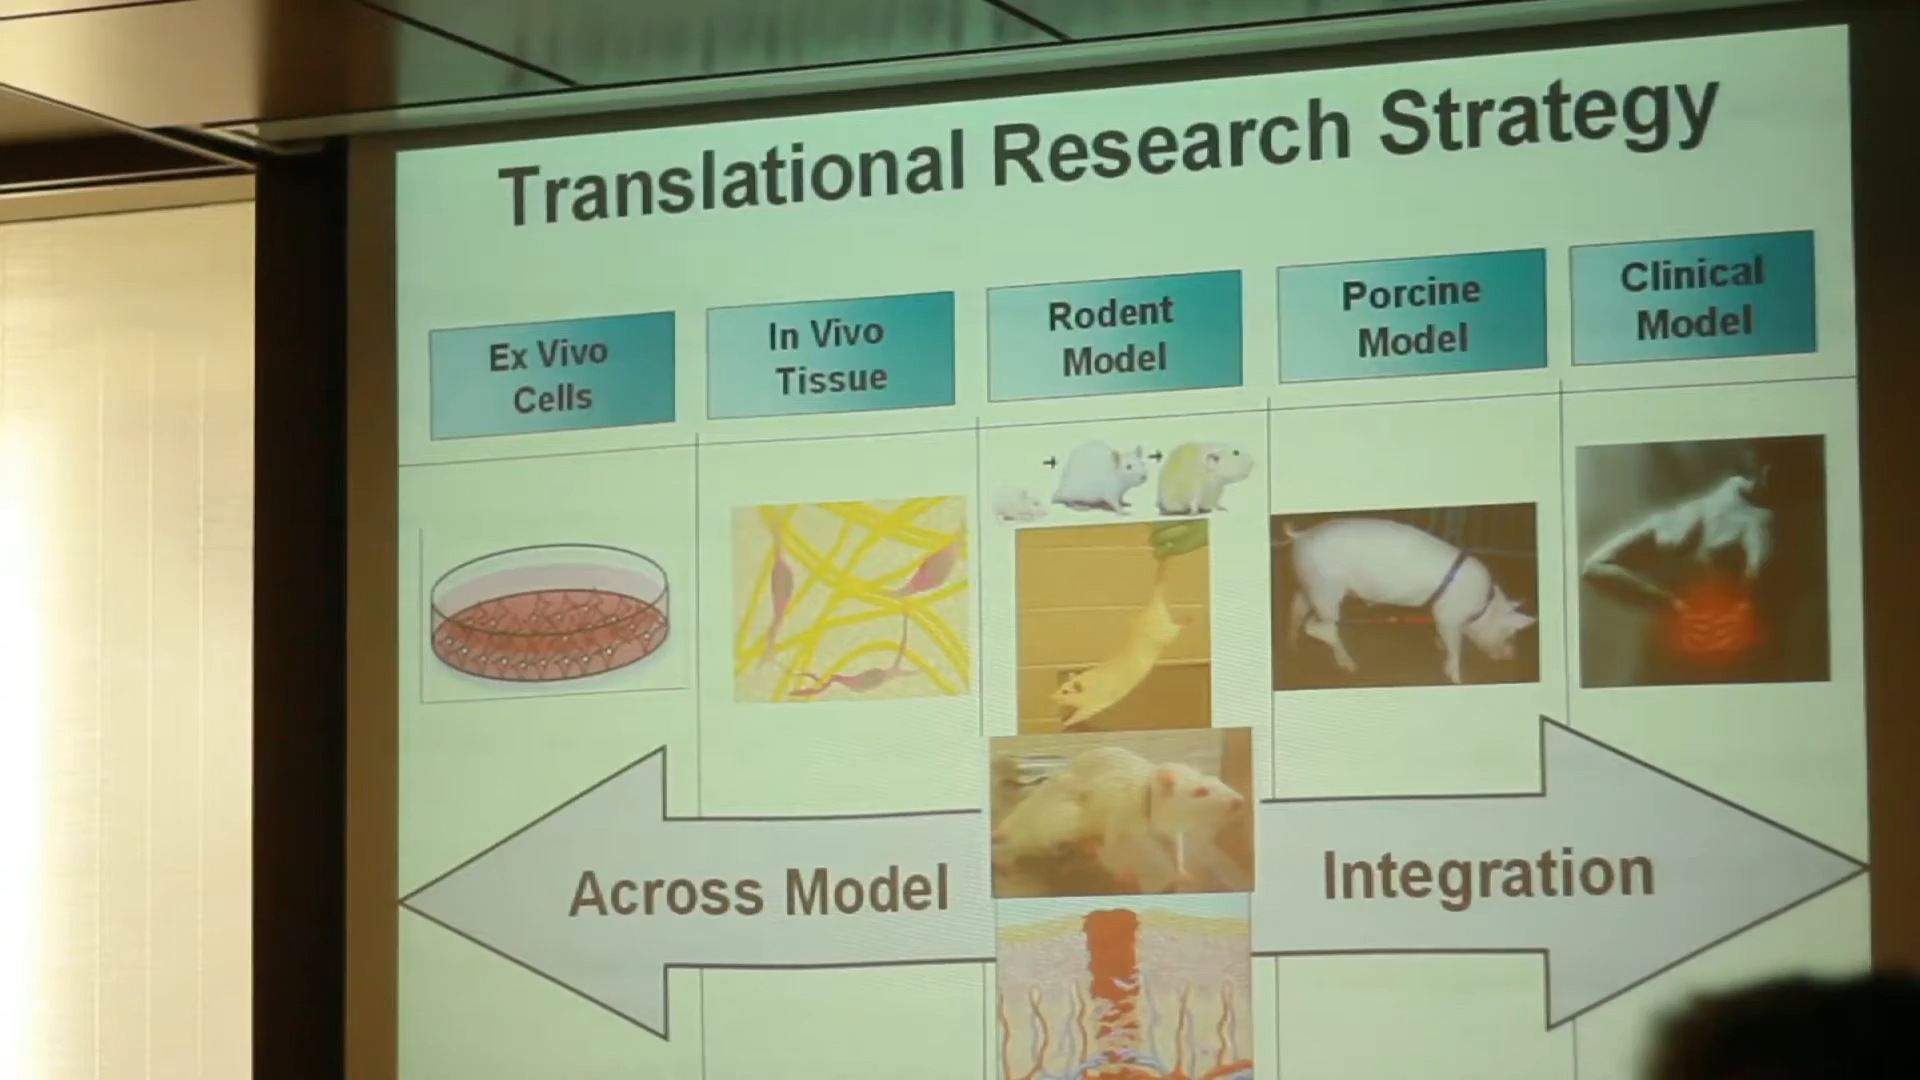 Translational Research Strategy
Ex Vivo
Cells
In Vivo
Tissue
Rodent
Model
Porcine
Model
Clinical
Model
Across Model
Integration